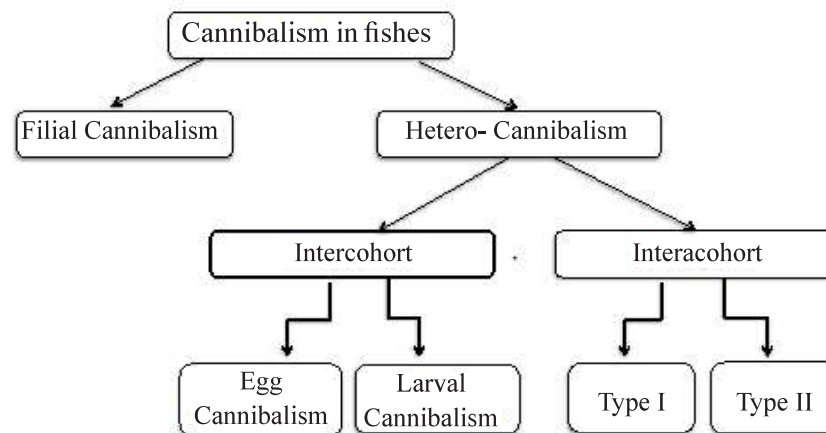 Cannibalism in fishes
Filial Cannibalism
Hetero- Cannibalism
Intercohort
Interacohort
Egg
Cannibalism
Larval
Cannibalism
Type I
Type II